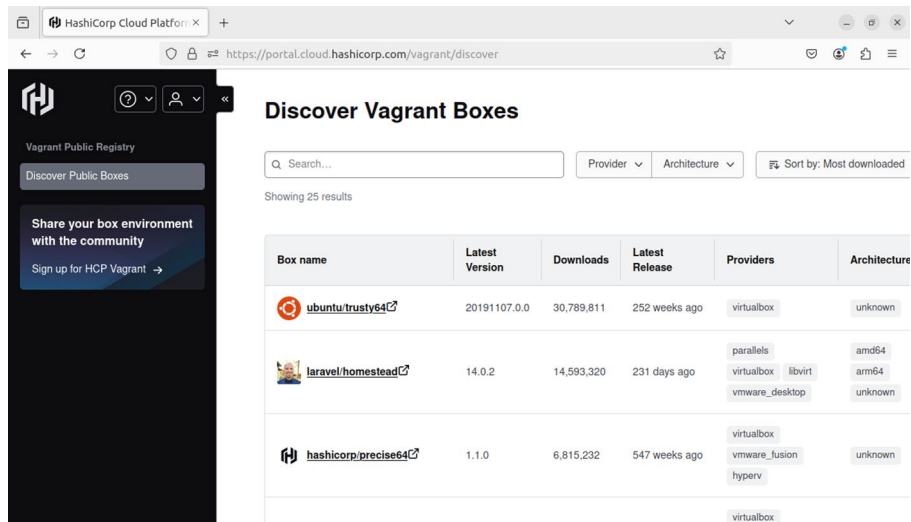 HashiCorp Cloud Platform
https://portal.cloud.hashicorp.com/vagrant/discover
Vagrant Public Registry
Discover Public Boxes
Share your box environment
with the community
Sign up for HCP Vagrant →
Discover Vagrant Boxes
Search...
Provider
Architecture
Sort by: Most downloaded
Showing 25 results
Box name Latest Version Downloads Latest Release Providers Architecture
ubuntu/trusty64 20191107.0.0 30,789,811 252 weeks ago virtualbox unknown
laravel/homestead 14.0.2 14,593,320 231 days ago parallels virtualbox libvirt vmware_desktop amd64 arm64 unknown
hashicorp/precise64 1.1.0 6,815,232 547 weeks ago virtualbox vmware_fusion hyperv unknown
virtualbox